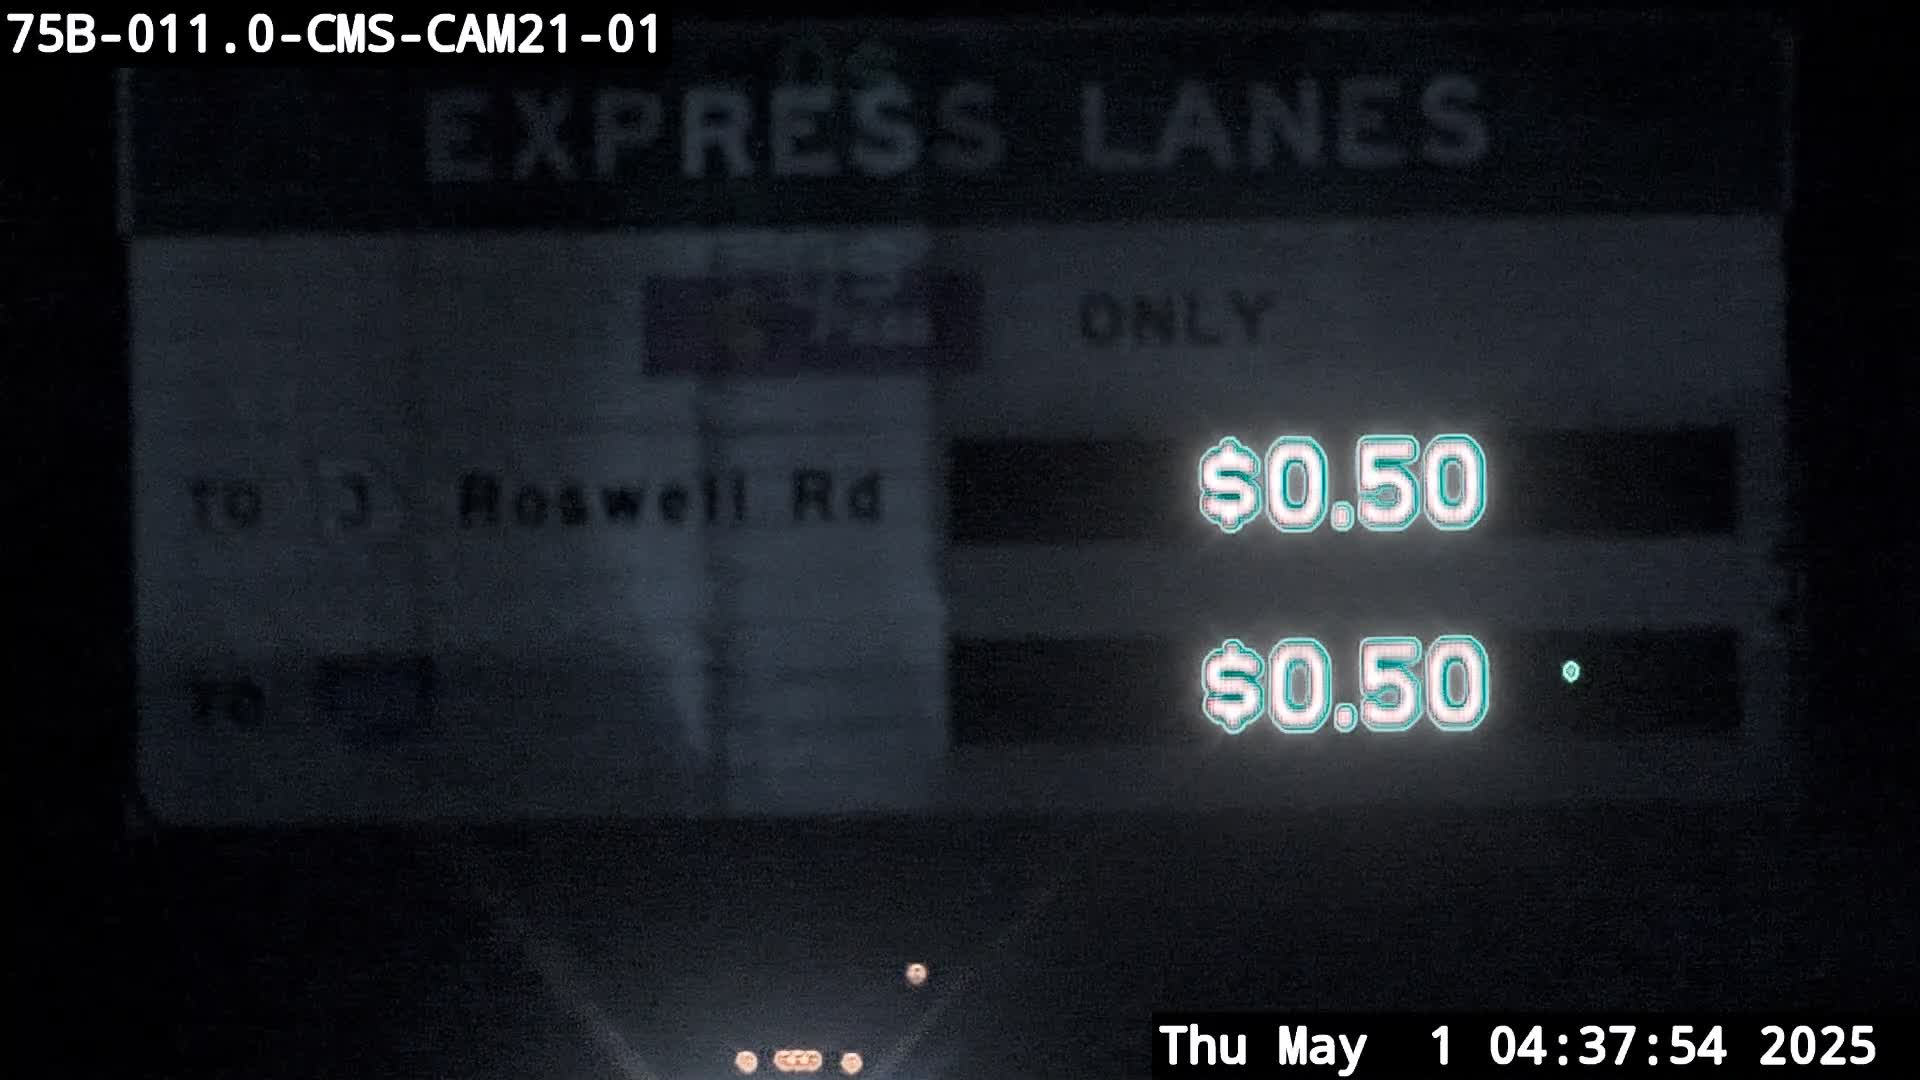 75B-011.0-CMS-CAM21-01
EXPRESS LANES
ONLY
to Roswell Rd $0.50
TO $0.50
Thu May 1 04:37:54 2025